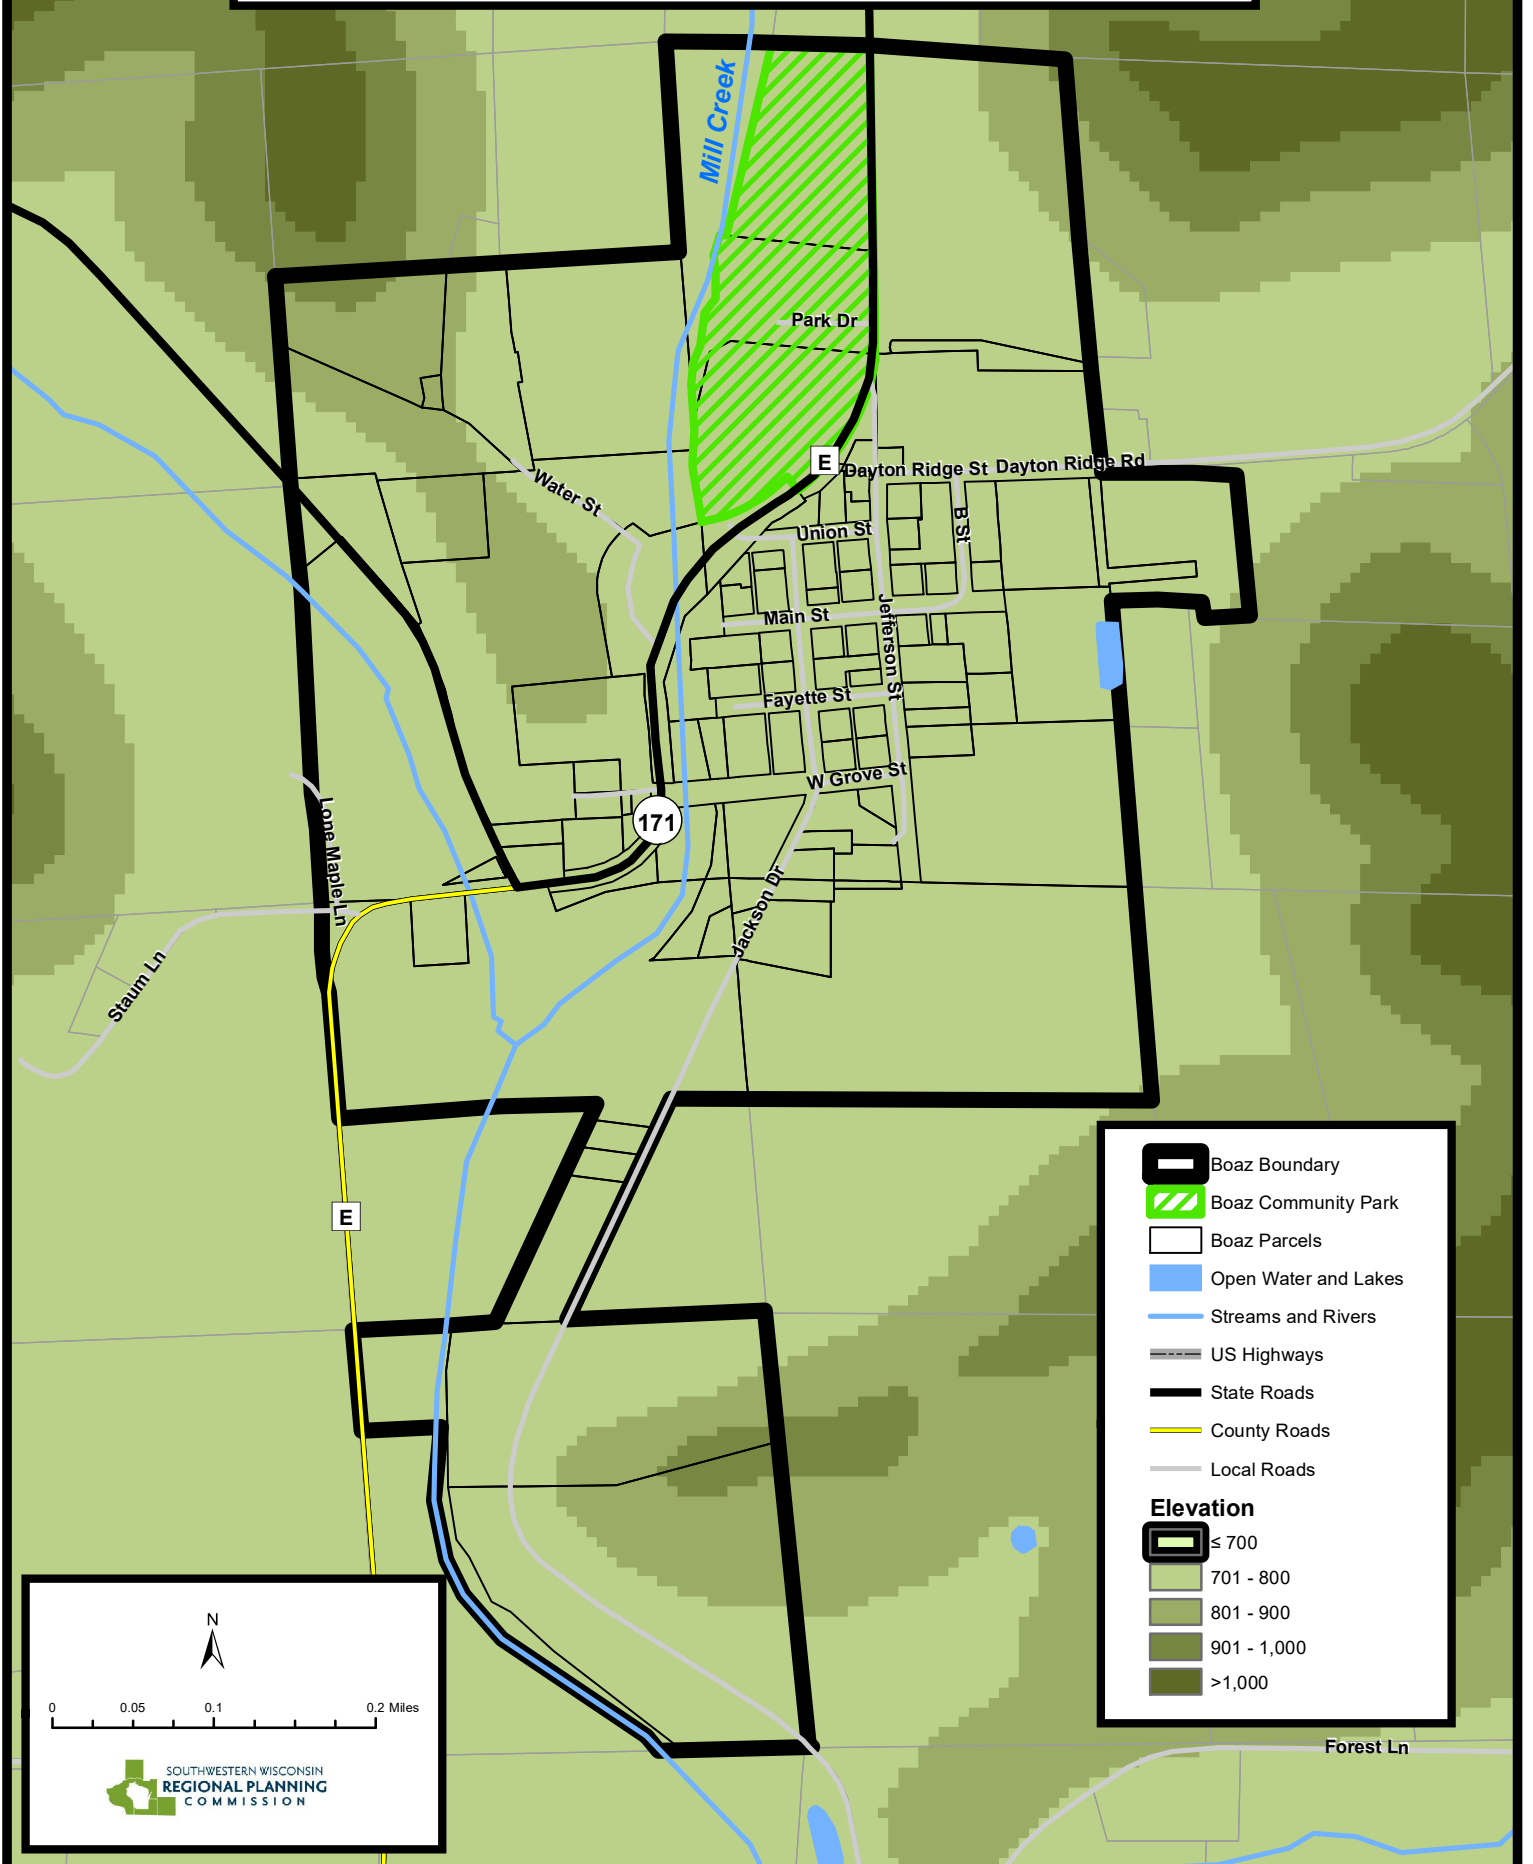 Mill Creek
Park Dr
E
Dayton Ridge St
Dayton Ridge Rd
Water St
Union St
B St
Main St
Jefferson St
Fayette St
W Grove St
171
Lone Maple Ln
Jackson Dr
Staum Ln
E
Boaz Boundary
Boaz Community Park
Boaz Parcels
Open Water and Lakes
Streams and Rivers
US Highways
State Roads
County Roads
Local Roads
Elevation
≤ 700
701 - 800
801 - 900
901 - 1,000
>1,000
N
0 0.05 0.1 0.2 Miles
SOUTHWESTERN WISCONSIN
REGIONAL PLANNING
COMMISSION
Forest Ln